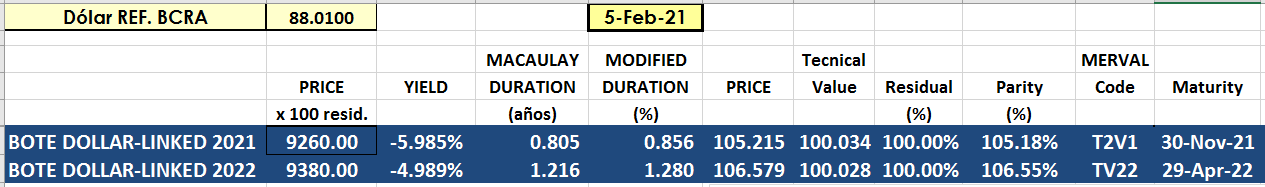 Dólar REF. BCRA 88.0100 5-Feb-21
MACAULAY MODIFIED Tecnical MERVAL
PRICE YIELD DURATION DURATION PRICE Value Residual Parity Code Maturity
x 100 resid. (años) (%) (%) (%)
BOTE DOLLAR-LINKED 2021 9260.00 -5.985% 0.805 0.856 105.215 100.034 100.00% 105.18% T2V1 30-Nov-21
BOTE DOLLAR-LINKED 2022 9380.00 -4.989% 1.216 1.280 106.579 100.028 100.00% 106.55% TV22 29-Apr-22